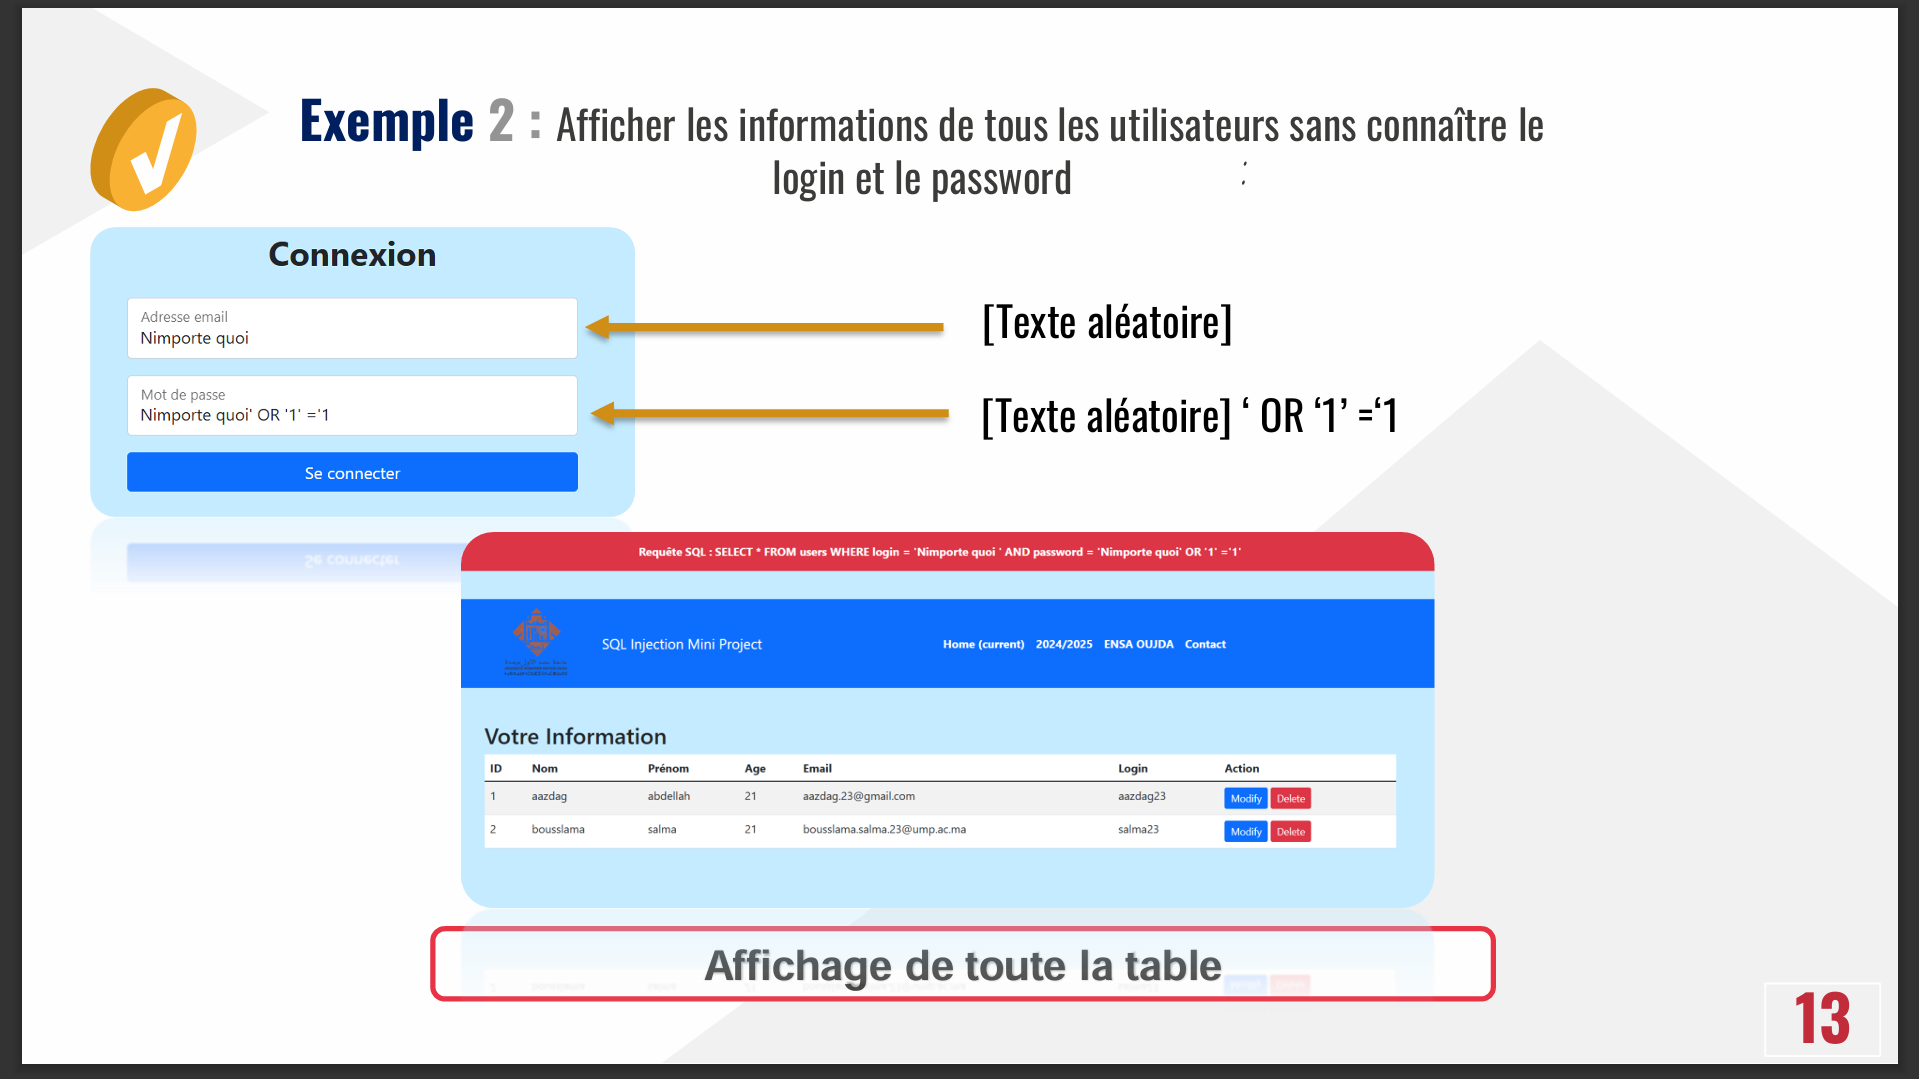 Exemple 2 : Afficher les informations de tous les utilisateurs sans connaître le
login et le password :
Connexion
Adresse email
Nimporte quoi
[Texte aléatoire]
Mot de passe
Nimporte quoi' OR '1' ='1
[Texte aléatoire] ‘ OR ‘1’ =‘1
Se connecter
Requête SQL : SELECT * FROM users WHERE login = 'Nimporte quoi ' AND password = 'Nimporte quoi' OR '1' ='1'
SQL Injection Mini Project
Home (current) 2024/2025 ENSA OUJDA Contact
Votre Information
ID Nom Prénom Age Email Login Action
1 aazdag abdellah 21 aazdag.23@gmail.com aazdag23 Modify Delete
2 bousslama salma 21 bousslama.salma.23@ump.ac.ma salma23 Modify Delete
Affichage de toute la table
13